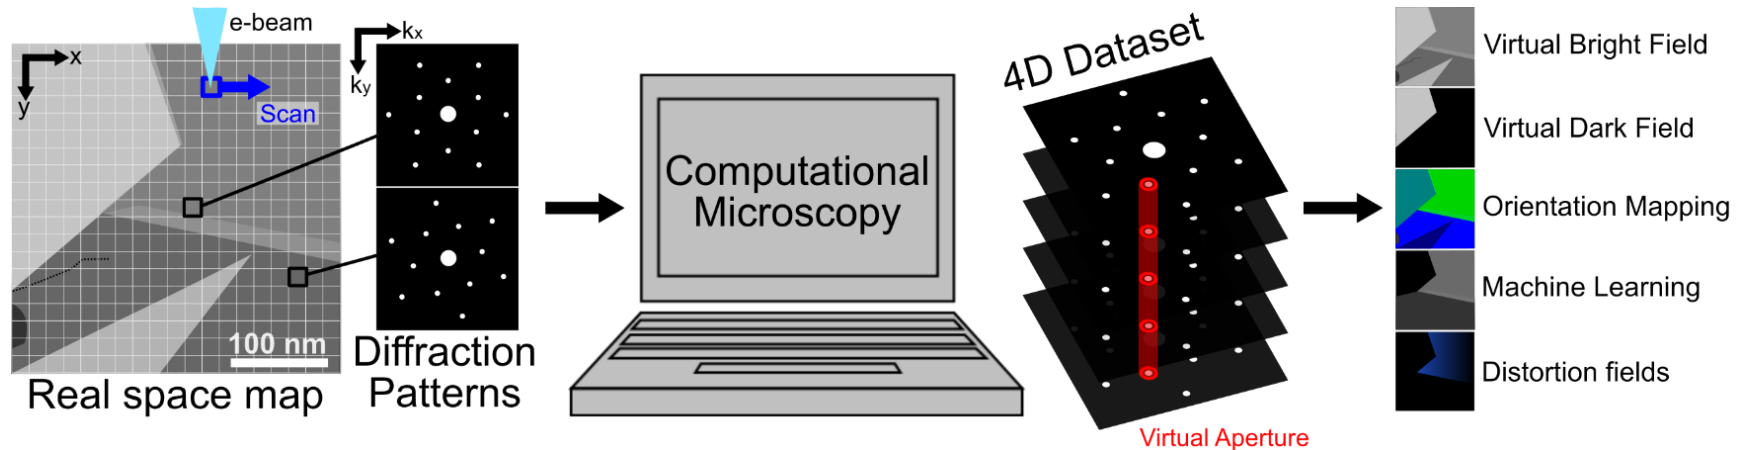 e-beam
x
y
Scan
100 nm
Real space map
kx
ky
Diffraction
Patterns
Computational
Microscopy
4D Dataset
Virtual Aperture
Virtual Bright Field
Virtual Dark Field
Orientation Mapping
Machine Learning
Distortion fields